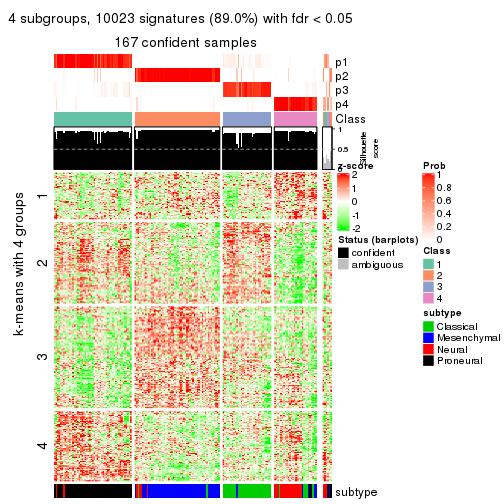 4 subgroups, 10023 signatures (89.0%) with fdr < 0.05
167 confident samples
p1
p2
p3
p4
Class
1
0.5
0
Silhouette
score
k-means with 4 groups
1
2
3
4
z-score
2
1
0
-1
-2
Status (barplots)
confident
ambiguous
Prob
1
0.8
0.6
0.4
0.2
0
Class
1
2
3
4
subtype
Classical
Mesenchymal
Neural
Proneural
subtype